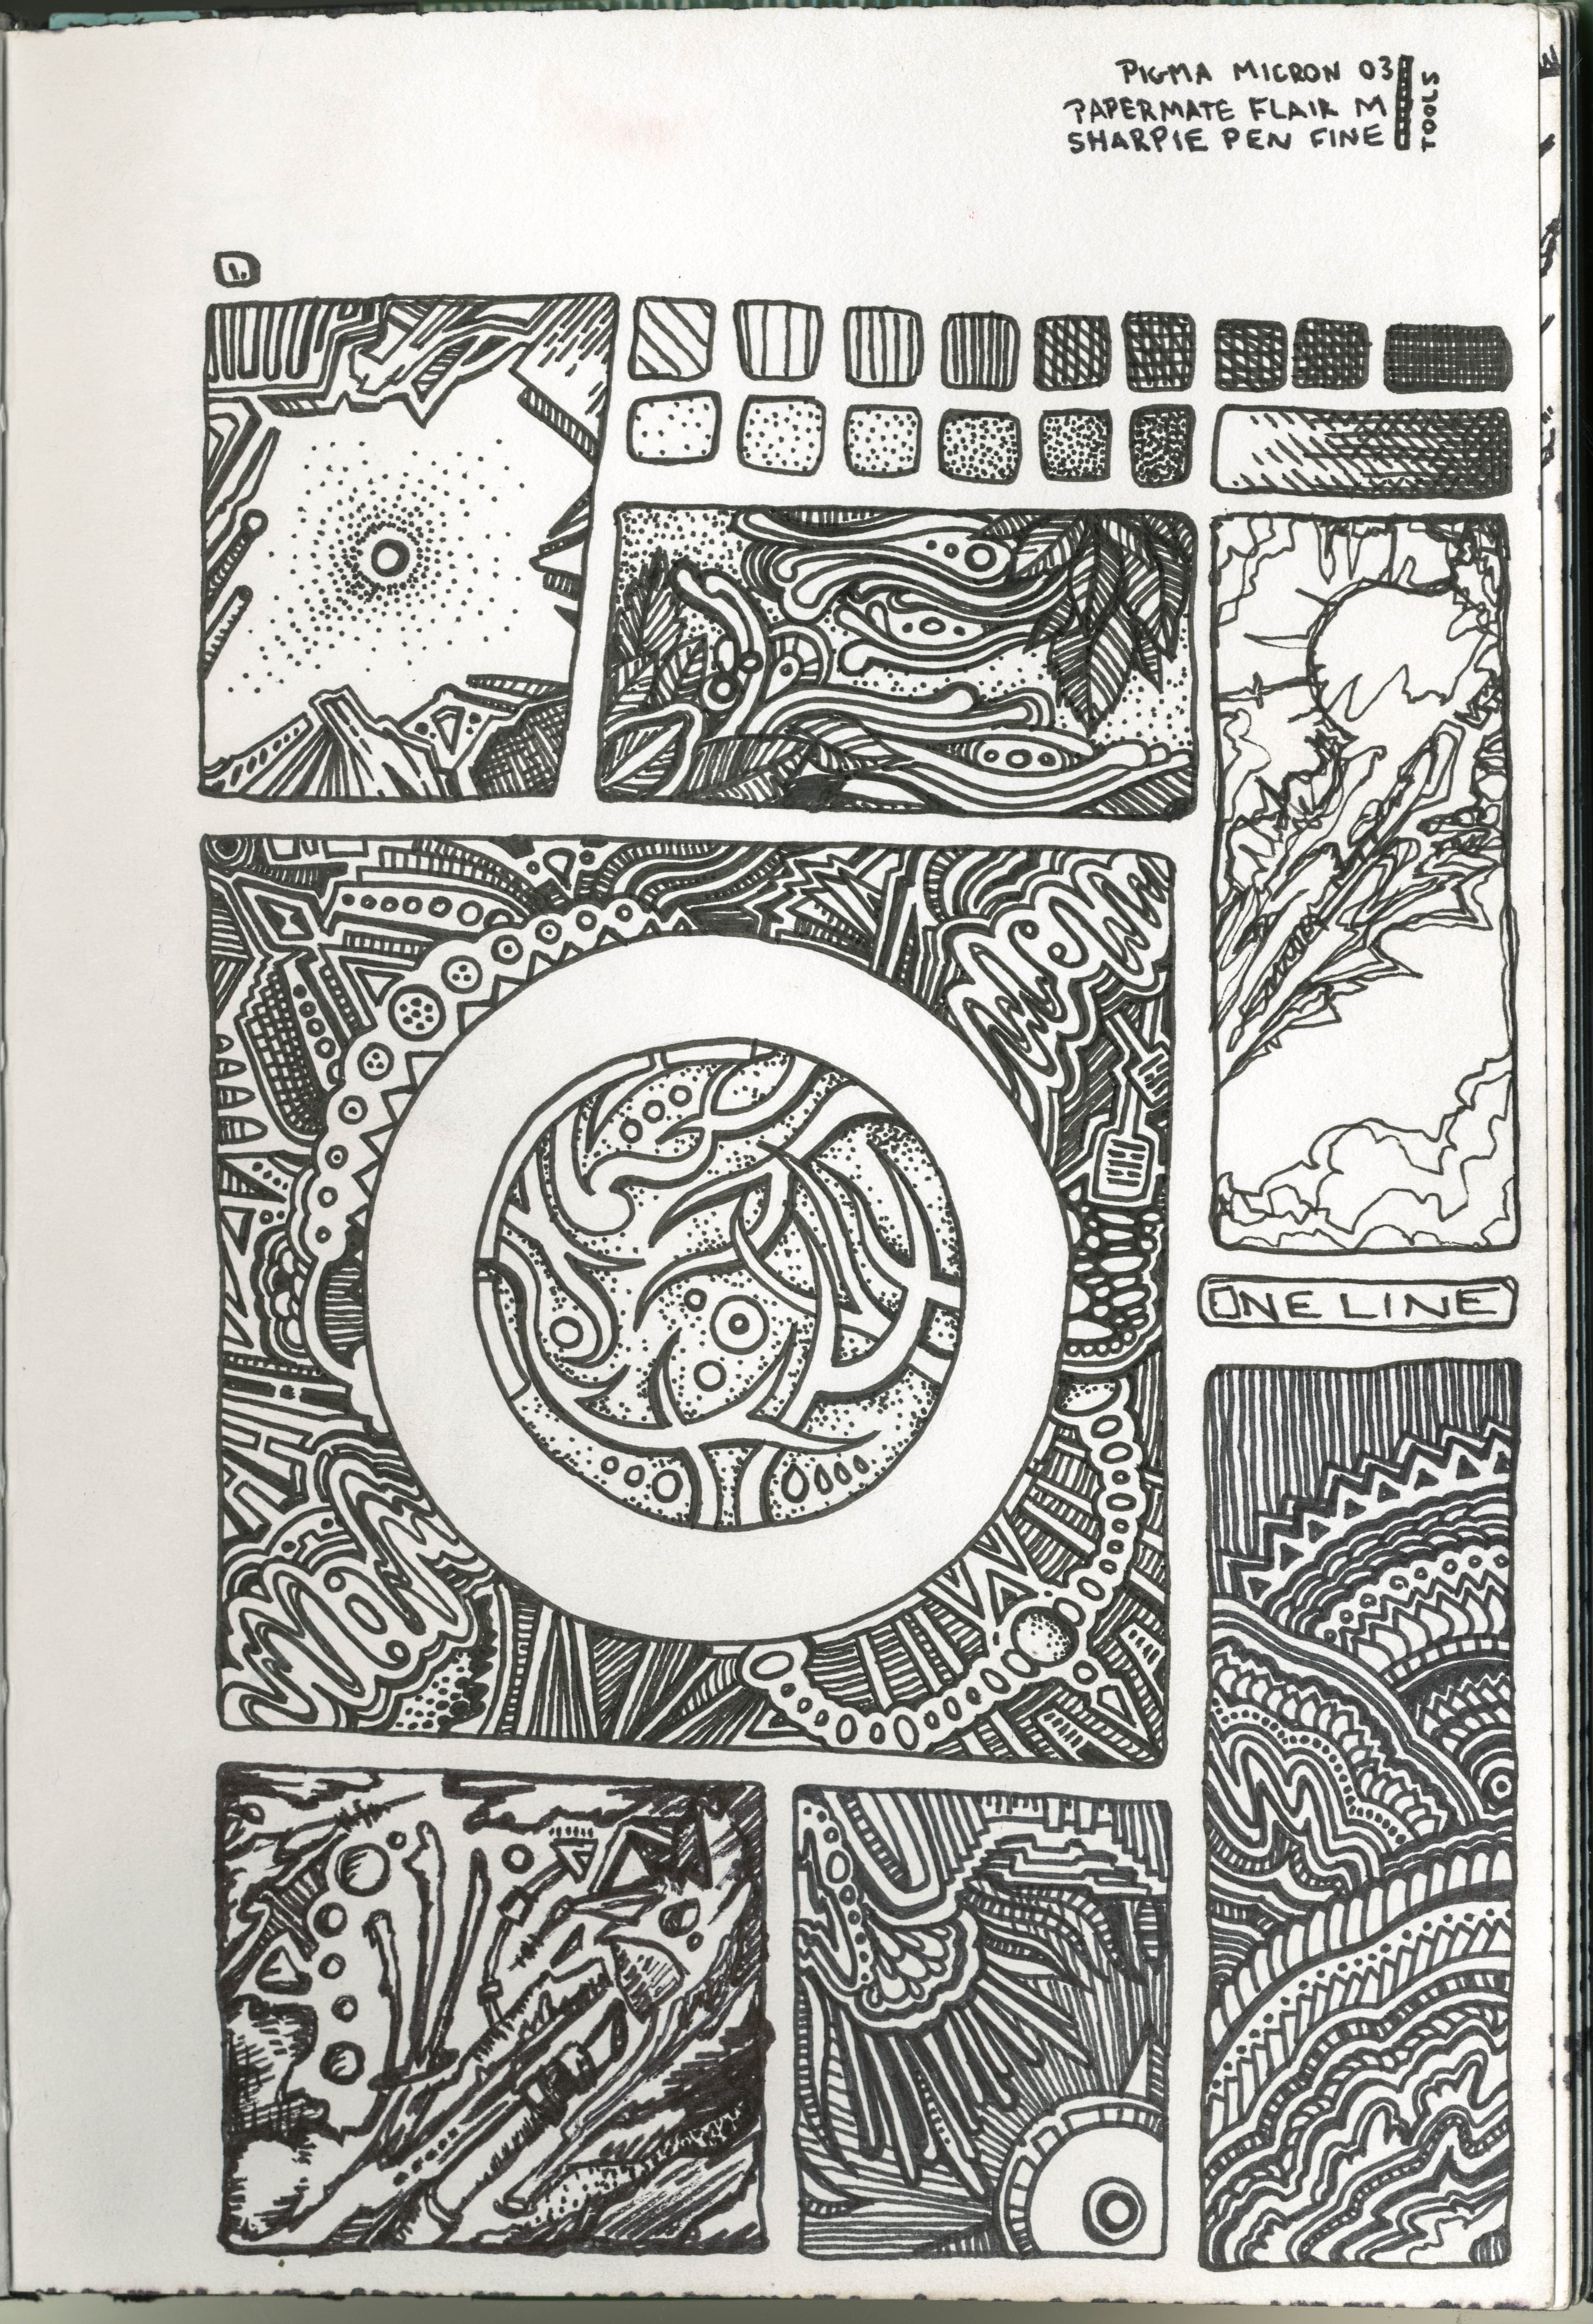 PIGMA MICRON 03
PAPERMATE FLAIR M
SHARPIE PEN FINE
TOOLS
1.
ONE LINE